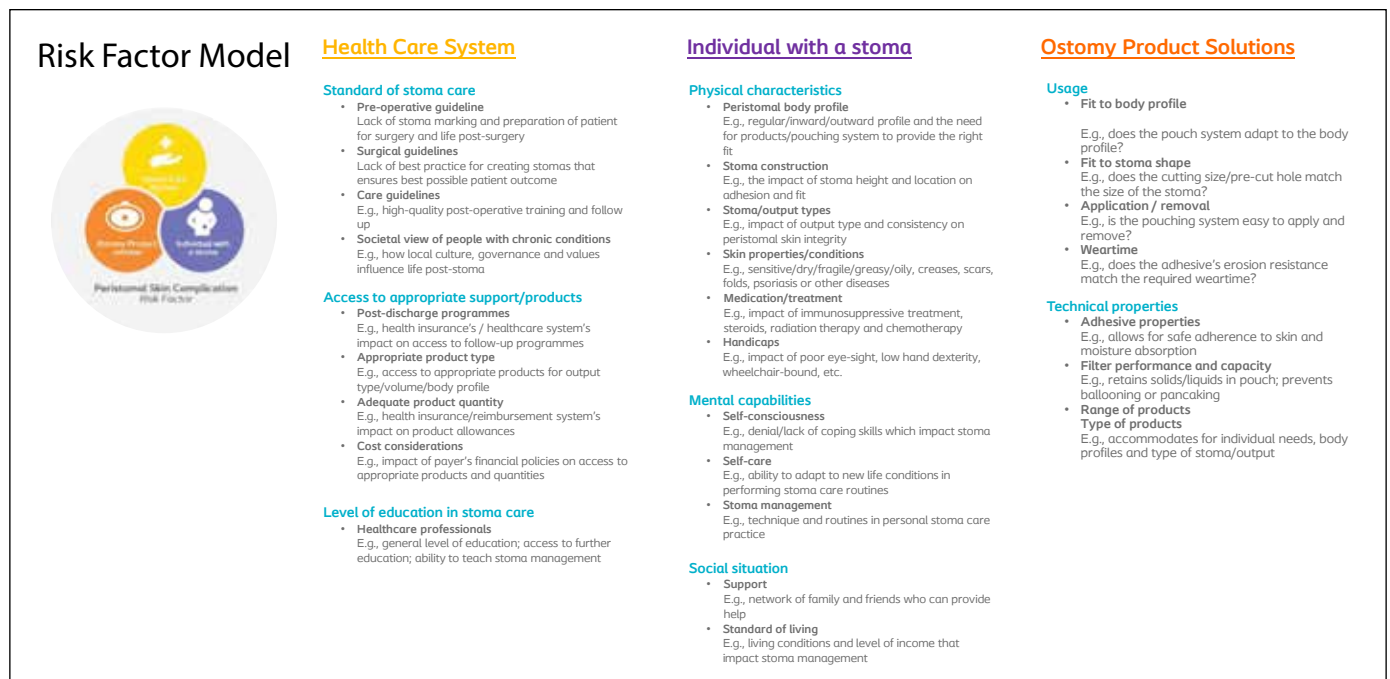 Risk Factor Model
Peristomal Skin Complication
Risk Factor
Health Care System
Standard of stoma care
• Pre-operative guideline
Lack of stoma marking and preparation of patient
for surgery and life post-surgery
• Surgical guidelines
Lack of best practice for creating stomas that
ensures best possible patient outcome
• Care guidelines
E.g., high-quality post-operative training and follow
up
• Societal view of people with chronic conditions
E.g., how local culture, governance and values
influence life post-stoma
Access to appropriate support/products
• Post-discharge programmes
E.g., health insurance's / healthcare system's
impact on access to follow-up programmes
• Appropriate product type
E.g., access to appropriate products for output
type/volume/body profile
• Adequate product quantity
E.g., health insurance/reimbursement system's
impact on product allowances
• Cost considerations
E.g., impact of payer's financial policies on access to
appropriate products and quantities
Level of education in stoma care
• Healthcare professionals
E.g., general level of education; access to further
education; ability to teach stoma management
Individual with a stoma
Physical characteristics
• Peristomal body profile
E.g., regular/inward/outward profile and the need
for products/pouching system to provide the right
fit
• Stoma construction
E.g., the impact of stoma height and location on
adhesion and fit
• Stoma/output types
E.g., impact of output type and consistency on
peristomal skin integrity
• Skin properties/conditions
E.g., sensitive/dry/fragile/greasy/oily, creases, scars,
folds, psoriasis or other diseases
• Medication/treatment
E.g., impact of immunosuppressive treatment,
steroids, radiation therapy and chemotherapy
• Handicaps
E.g., impact of poor eye-sight, low hand dexterity,
wheelchair-bound, etc.
Mental capabilities
• Self-consciousness
E.g., denial/lack of coping skills which impact stoma
management
• Self-care
E.g., ability to adapt to new life conditions in
performing stoma care routines
• Stoma management
E.g., technique and routines in personal stoma care
practice
Social situation
• Support
E.g., network of family and friends who can provide
help
• Standard of living
E.g., living conditions and level of income that
impact stoma management
Ostomy Product Solutions
Usage
• Fit to body profile
E.g., does the pouch system adapt to the body
profile?
• Fit to stoma shape
E.g., does the cutting size/pre-cut hole match
the size of the stoma?
• Application / removal
E.g., is the pouching system easy to apply and
remove?
• Weartime
E.g., does the adhesive's erosion resistance
match the required weartime?
Technical properties
• Adhesive properties
E.g., allows for safe adherence to skin and
moisture absorption
• Filter performance and capacity
E.g., retains solids/liquids in pouch; prevents
ballooning or pancaking
• Range of products
Type of products
E.g., accommodates for individual needs, body
profiles and type of stoma/output